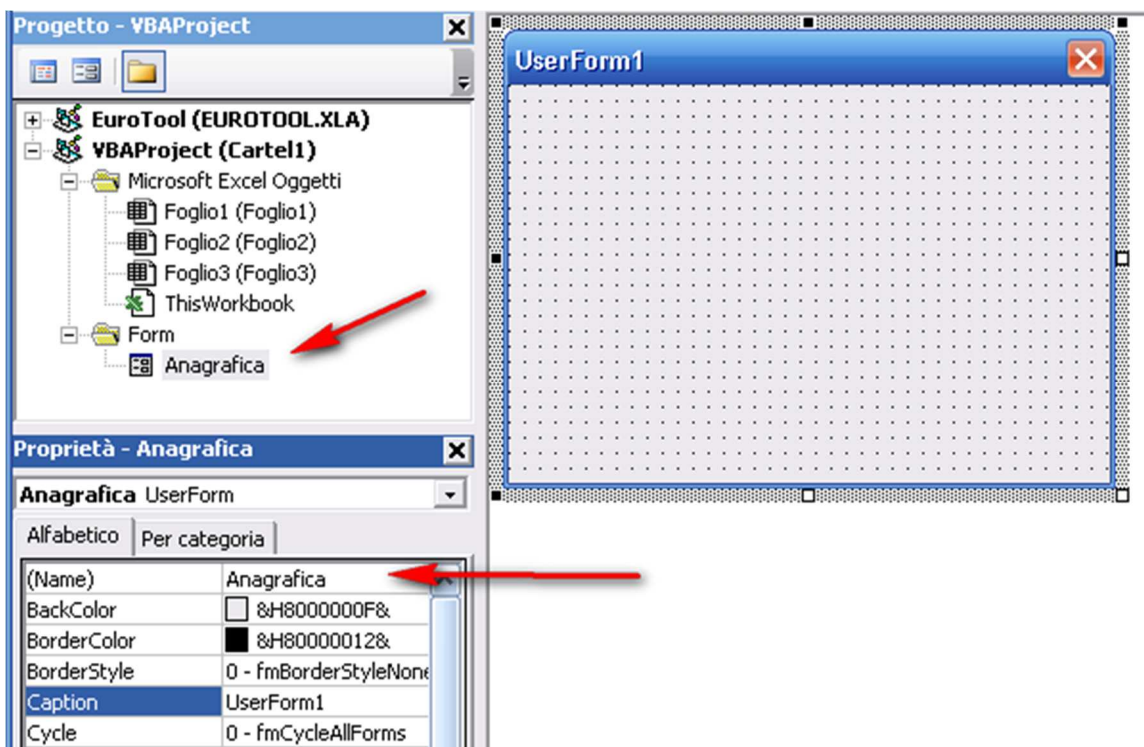 Progetto - VBAProject
EuroTool (EUROTOOL.XLA)
VBAProject (Cartel1)
Microsoft Excel Oggetti
Foglio1 (Foglio1)
Foglio2 (Foglio2)
Foglio3 (Foglio3)
ThisWorkbook
Form
Anagrafica
Proprietà - Anagrafica
Anagrafica UserForm
Alfabetico Per categoria
(Name) Anagrafica
BackColor &H8000000F&
BorderColor &H80000012&
BorderStyle 0 - fmBorderStyleNone
Caption UserForm1
Cycle 0 - fmCycleAllForms
UserForm1